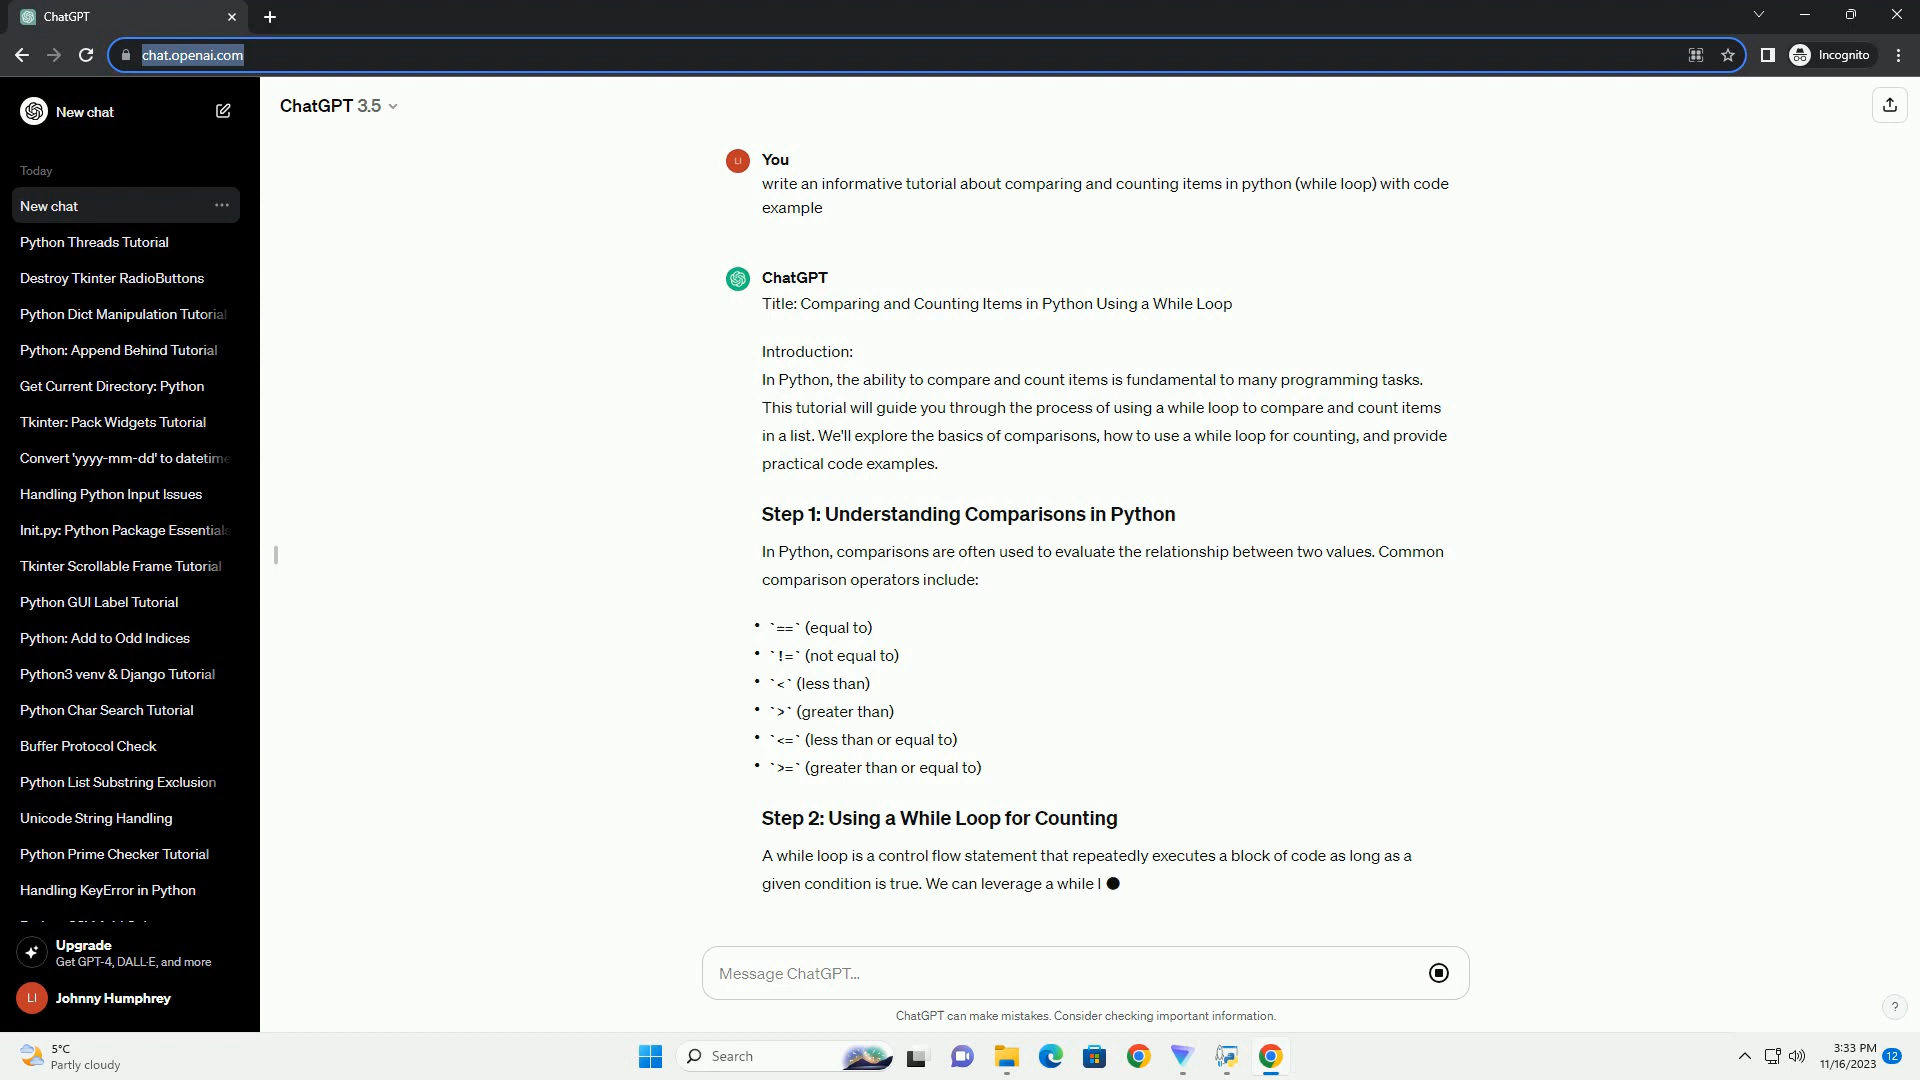 ChatGPT
chat.openai.com
Incognito
New chat
Today
New chat
Python Threads Tutorial
Destroy Tkinter RadioButtons
Python Dict Manipulation Tutorial
Python: Append Behind Tutorial
Get Current Directory: Python
Tkinter: Pack Widgets Tutorial
Convert 'yyyy-mm-dd' to datetime
Handling Python Input Issues
Init.py: Python Package Essentials
Tkinter Scrollable Frame Tutorial
Python GUI Label Tutorial
Python: Add to Odd Indices
Python3 venv & Django Tutorial
Python Char Search Tutorial
Buffer Protocol Check
Python List Substring Exclusion
Unicode String Handling
Python Prime Checker Tutorial
Handling KeyError in Python
Upgrade
Get GPT-4, DALL·E, and more
LI
Johnny Humphrey
ChatGPT 3.5
LI
You
write an informative tutorial about comparing and counting items in python (while loop) with code
example
ChatGPT
Title: Comparing and Counting Items in Python Using a While Loop
Introduction:
In Python, the ability to compare and count items is fundamental to many programming tasks.
This tutorial will guide you through the process of using a while loop to compare and count items
in a list. We'll explore the basics of comparisons, how to use a while loop for counting, and provide
practical code examples.
Step 1: Understanding Comparisons in Python
In Python, comparisons are often used to evaluate the relationship between two values. Common
comparison operators include:
• `==` (equal to)
• `!=` (not equal to)
• `<` (less than)
• `>` (greater than)
• `<=` (less than or equal to)
• `>=` (greater than or equal to)
Step 2: Using a While Loop for Counting
A while loop is a control flow statement that repeatedly executes a block of code as long as a
given condition is true. We can leverage a while l
Message ChatGPT...
ChatGPT can make mistakes. Consider checking important information.
?
5°C
Partly cloudy
Search
3:33 PM
11/16/2023
12